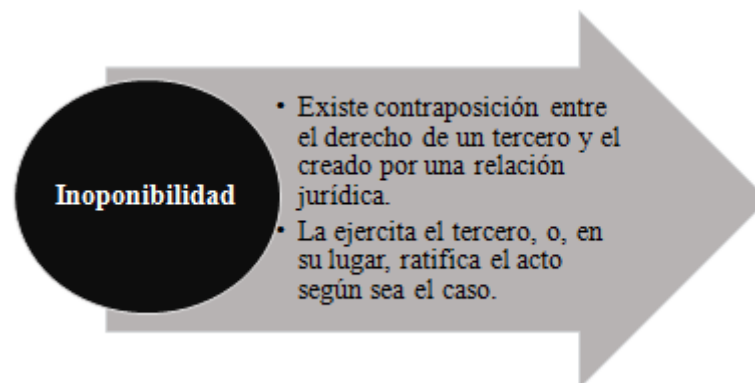 Inoponibilidad
• Existe contraposición entre
el derecho de un tercero y el
creado por una relación
jurídica.
• La ejercita el tercero, o, en
su lugar, ratifica el acto
según sea el caso.